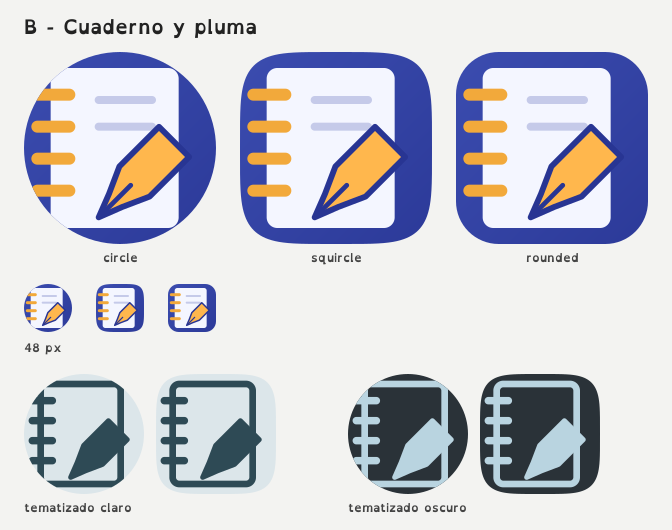 B - Cuaderno y pluma
circle
squircle
rounded
48 px
tematizado claro
tematizado oscuro